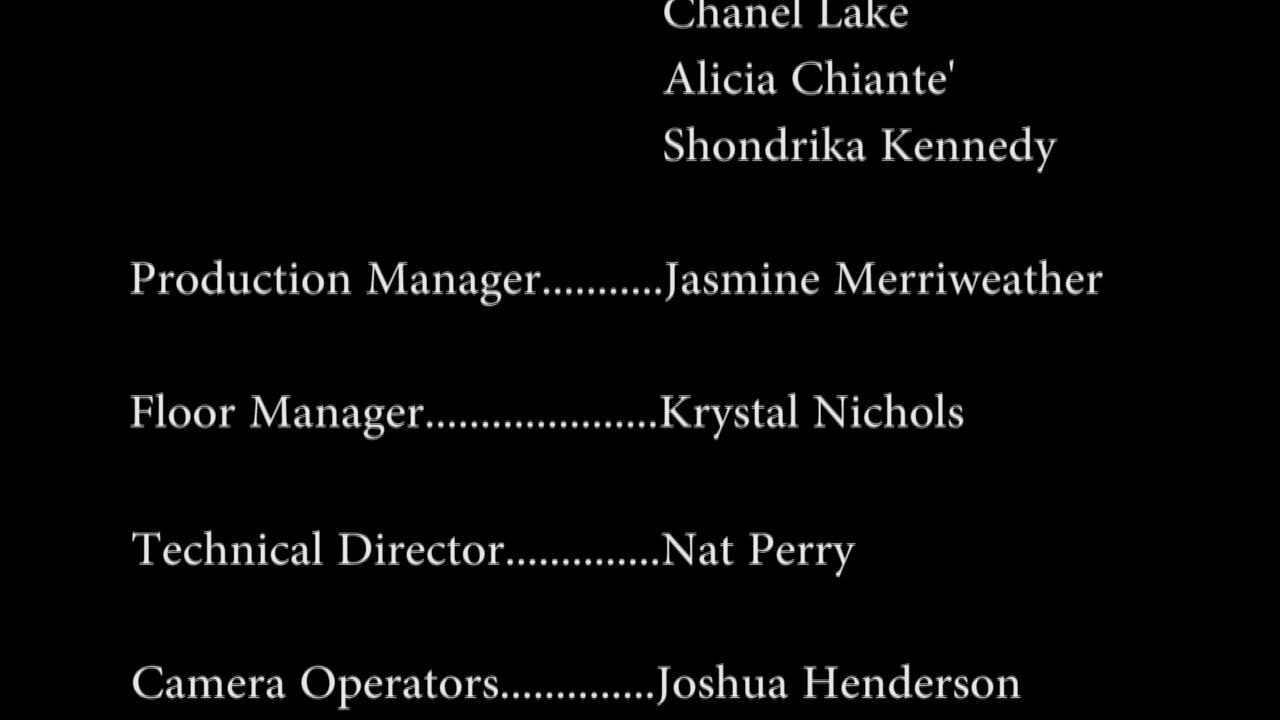 Chanel Lake
Alicia Chiante'
Shondrika Kennedy
Production Manager...........Jasmine Merriweather
Floor Manager.....................Krystal Nichols
Technical Director..............Nat Perry
Camera Operators..............Joshua Henderson